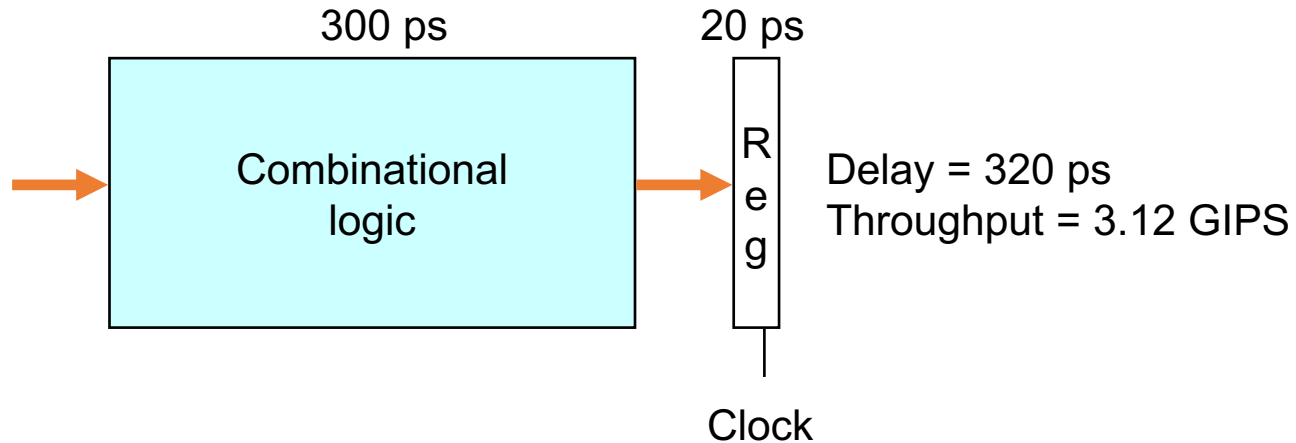 300 ps
20 ps
Combinational
logic
R
e
g
Delay = 320 ps
Throughput = 3.12 GIPS
Clock